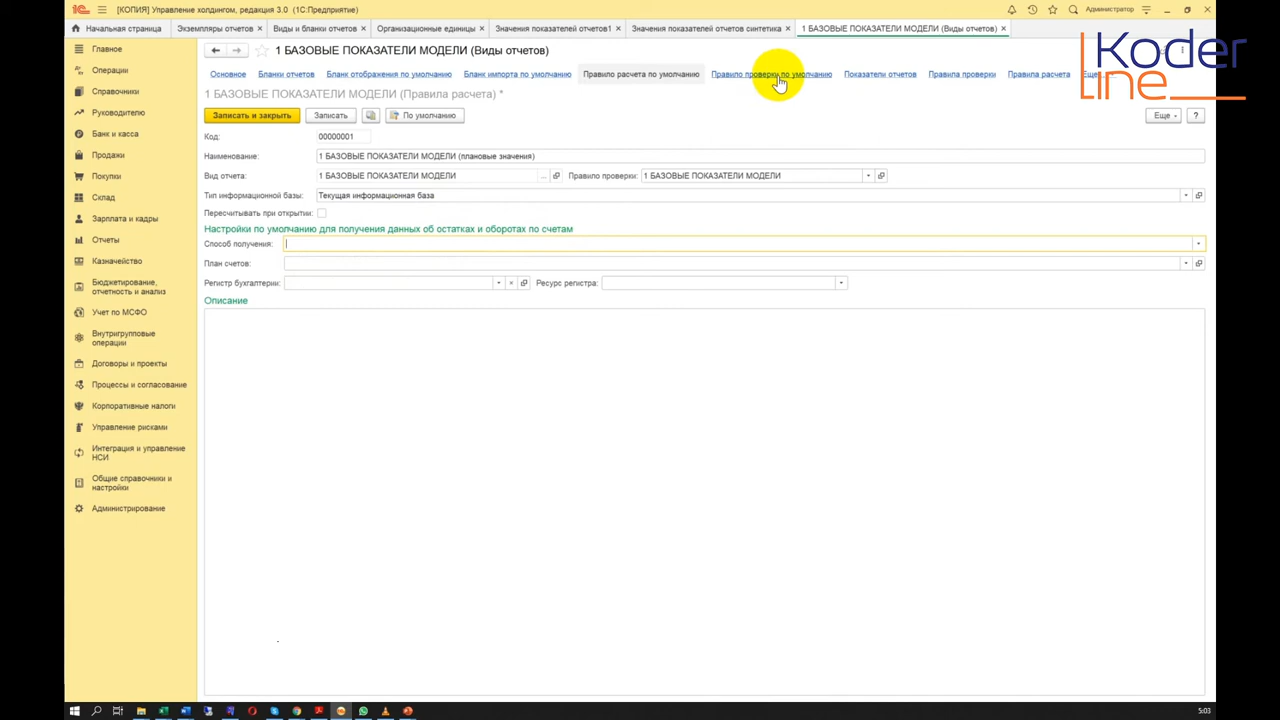 [КОПИЯ] Управление холдингом, редакция 3.0 (1С:Предприятие)
Администратор
Начальная страница
Экземпляры отчетов ×
Виды и бланки отчетов ×
Организационные единицы ×
Значения показателей отчетов1 ×
Значения показателей отчетов синтетика ×
1 БАЗОВЫЕ ПОКАЗАТЕЛИ МОДЕЛИ (Виды отчетов) ×
Koder
line
Главное
Операции
Справочники
Руководителю
Банк и касса
Продажи
Покупки
Склад
Зарплата и кадры
Отчеты
Казначейство
Бюджетирование,
отчетность и анализ
Учет по МСФО
Внутригрупповые
операции
Договоры и проекты
Процессы и согласование
Корпоративные налоги
Управление рисками
Интеграция и управление
НСИ
Общие справочники и
настройки
Администрирование
1 БАЗОВЫЕ ПОКАЗАТЕЛИ МОДЕЛИ (Виды отчетов)
Основное Бланки отчетов Бланк отображения по умолчанию Бланк импорта по умолчанию Правило расчета по умолчанию Правило проверки по умолчанию Показатели отчетов Правила проверки Правила расчета
1 БАЗОВЫЕ ПОКАЗАТЕЛИ МОДЕЛИ (Правила расчета) *
Записать и закрыть Записать По умолчанию Еще ?
Код: 00000001
Наименование: 1 БАЗОВЫЕ ПОКАЗАТЕЛИ МОДЕЛИ (плановые значения)
Вид отчета: 1 БАЗОВЫЕ ПОКАЗАТЕЛИ МОДЕЛИ ... Правило проверки: 1 БАЗОВЫЕ ПОКАЗАТЕЛИ МОДЕЛИ
Тип информационной базы: Текущая информационная база
Пересчитывать при открытии:
Настройки по умолчанию для получения данных об остатках и оборотах по счетам
Способ получения:
План счетов:
Регистр бухгалтерии: × Ресурс регистра:
Описание
5:03